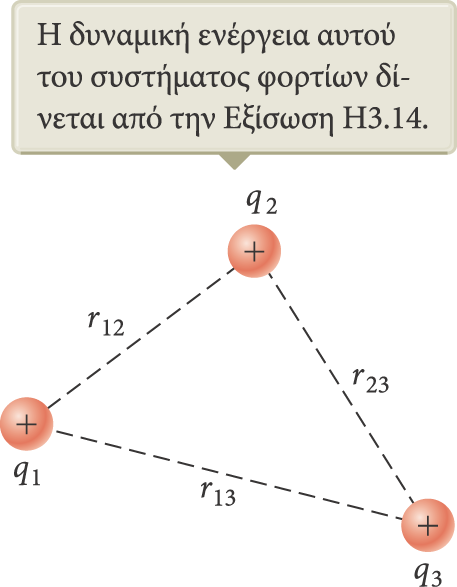 Η δυναμική ενέργεια αυτού
του συστήματος φορτίων δί-
νεται από την Εξίσωση Η3.14.
q2
+
r12
r23
+
q1
r13
+
q3